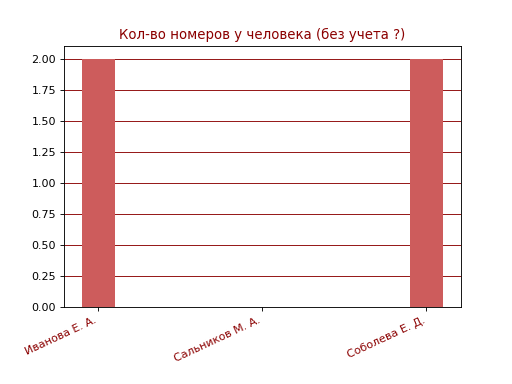 Кол-во номеров у человека (без учета ?)
2.00
1.75
1.50
1.25
1.00
0.75
0.50
0.25
0.00
Иванова Е. А.
Сальников М. А.
Соболева Е. Д.